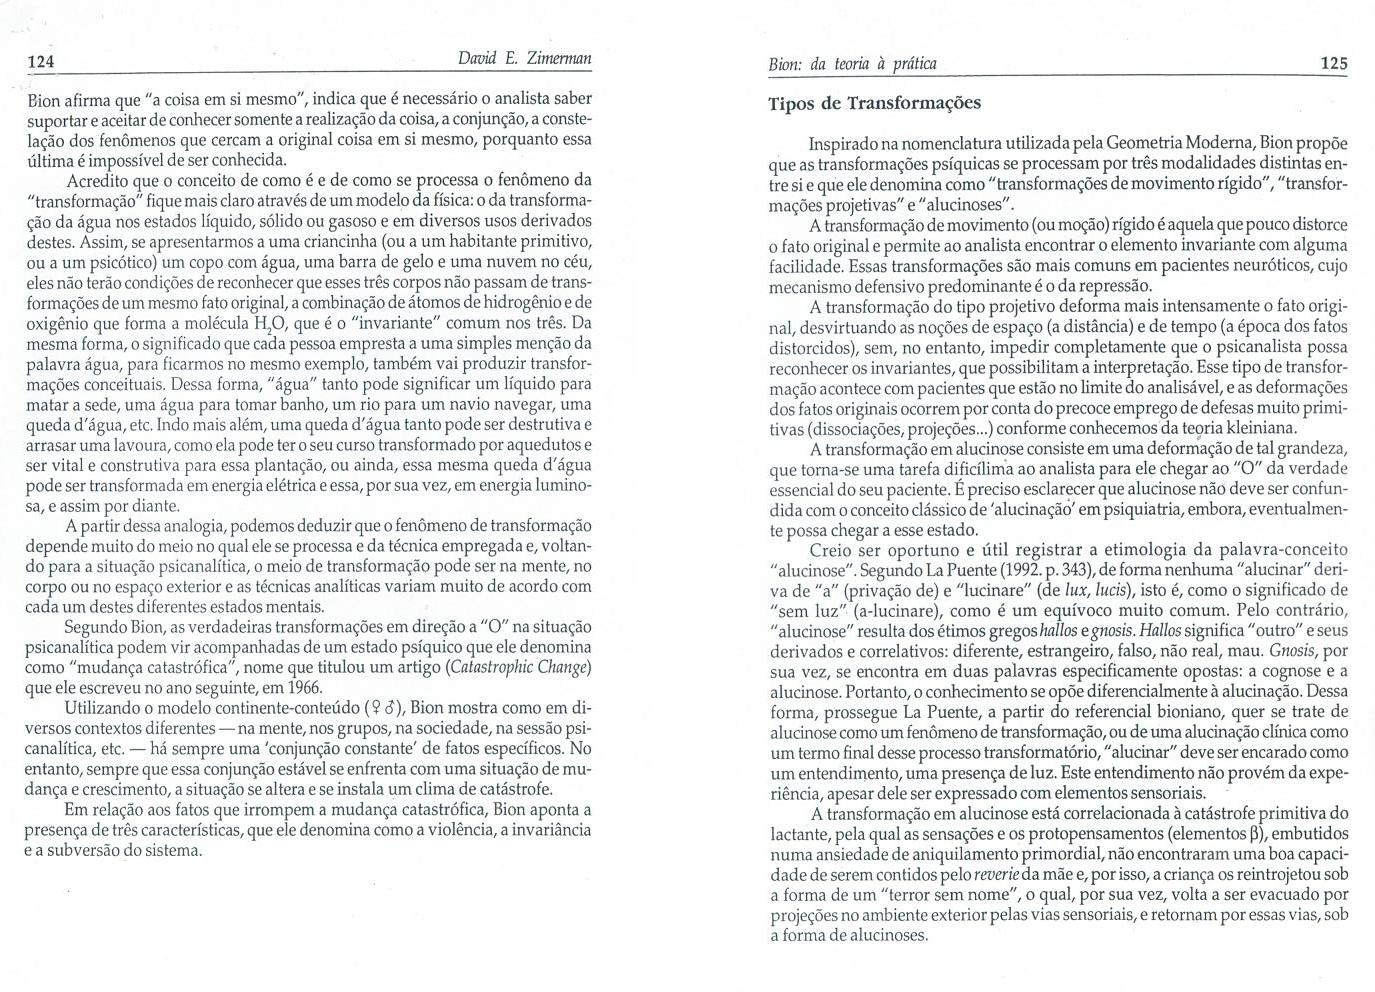 124
David E. Zimerman
Bion afirma que "a coisa em si mesmo", indica que é necessário o analista saber
suportar e aceitar de conhecer somente a realização da coisa, a conjunção, a conste-
lação dos fenômenos que cercam a original coisa em si mesmo, porquanto essa
última é impossível de ser conhecida.
Acredito que o conceito de como é e de como se processa o fenômeno da
"transformação" fique mais claro através de um modelo da física: o da transforma-
ção da água nos estados líquido, sólido ou gasoso e em diversos usos derivados
destes. Assim, se apresentarmos a uma criancinha (ou a um habitante primitivo,
ou a um psicótico) um copo com água, uma barra de gelo e uma nuvem no céu,
eles não terão condições de reconhecer que esses três corpos não passam de trans-
formações de um mesmo fato original, a combinação de átomos de hidrogênio e de
oxigênio que forma a molécula H₂O, que é o "invariante" comum nos três. Da
mesma forma, o significado que cada pessoa empresta a uma simples menção da
palavra água, para ficarmos no mesmo exemplo, também vai produzir transfor-
mações conceituais. Dessa forma, "água" tanto pode significar um líquido para
matar a sede, uma água para tomar banho, um rio para um navio navegar, uma
queda d'água, etc. Indo mais além, uma queda d'água tanto pode ser destrutiva e
arrasar uma lavoura, como ela pode ter o seu curso transformado por aquedutos e
ser vital e construtiva para essa plantação, ou ainda, essa mesma queda d'água
pode ser transformada em energia elétrica e essa, por sua vez, em energia lumino-
sa, e assim por diante.
A partir dessa analogia, podemos deduzir que o fenômeno de transformação
depende muito do meio no qual ele se processa e da técnica empregada e, voltan-
do para a situação psicanalítica, o meio de transformação pode ser na mente, no
corpo ou no espaço exterior e as técnicas analíticas variam muito de acordo com
cada um destes diferentes estados mentais.
Segundo Bion, as verdadeiras transformações em direção a "O" na situação
psicanalítica podem vir acompanhadas de um estado psíquico que ele denomina
como "mudança catastrófica", nome que titulou um artigo (Catastrophic Change)
que ele escreveu no ano seguinte, em 1966.
Utilizando o modelo continente-conteúdo (♀ ♂), Bion mostra como em di-
versos contextos diferentes — na mente, nos grupos, na sociedade, na sessão psi-
canalítica, etc. — há sempre uma 'conjunção constante' de fatos específicos. No
entanto, sempre que essa conjunção estável se enfrenta com uma situação de mu-
dança e crescimento, a situação se altera e se instala um clima de catástrofe.
Em relação aos fatos que irrompem a mudança catastrófica, Bion aponta a
presença de três características, que ele denomina como a violência, a invariância
e a subversão do sistema.
Bion: da teoria à prática
125
Tipos de Transformações
Inspirado na nomenclatura utilizada pela Geometria Moderna, Bion propõe
que as transformações psíquicas se processam por três modalidades distintas en-
tre si e que ele denomina como "transformações de movimento rígido", "transfor-
mações projetivas" e "alucinoses".
A transformação de movimento (ou moção) rígido é aquela que pouco distorce
o fato original e permite ao analista encontrar o elemento invariante com alguma
facilidade. Essas transformações são mais comuns em pacientes neuróticos, cujo
mecanismo defensivo predominante é o da repressão.
A transformação do tipo projetivo deforma mais intensamente o fato origi-
nal, desvirtuando as noções de espaço (a distância) e de tempo (a época dos fatos
distorcidos), sem, no entanto, impedir completamente que o psicanalista possa
reconhecer os invariantes, que possibilitam a interpretação. Esse tipo de transfor-
mação acontece com pacientes que estão no limite do analisável, e as deformações
dos fatos originais ocorrem por conta do precoce emprego de defesas muito primi-
tivas (dissociações, projeções...) conforme conhecemos da teoria kleiniana.
A transformação em alucinose consiste em uma deformação de tal grandeza,
que torna-se uma tarefa dificílima ao analista para ele chegar ao "O" da verdade
essencial do seu paciente. É preciso esclarecer que alucinose não deve ser confun-
dida com o conceito clássico de 'alucinação' em psiquiatria, embora, eventualmen-
te possa chegar a esse estado.
Creio ser oportuno e útil registrar a etimologia da palavra-conceito
"alucinose". Segundo La Puente (1992. p. 343), de forma nenhuma "alucinar" deri-
va de "a" (privação de) e "lucinare" (de lux, lucis), isto é, como o significado de
"sem luz" (a-lucinare), como é um equívoco muito comum. Pelo contrário,
"alucinose" resulta dos étimos gregos hallos e gnosis. Hallos significa "outro" e seus
derivados e correlativos: diferente, estrangeiro, falso, não real, mau. Gnosis, por
sua vez, se encontra em duas palavras especificamente opostas: a cognose e a
alucinose. Portanto, o conhecimento se opõe diferencialmente à alucinação. Dessa
forma, prossegue La Puente, a partir do referencial bioniano, quer se trate de
alucinose como um fenômeno de transformação, ou de uma alucinação clínica como
um termo final desse processo transformatório, "alucinar" deve ser encarado como
um entendimento, uma presença de luz. Este entendimento não provém da expe-
riência, apesar dele ser expressado com elementos sensoriais.
A transformação em alucinose está correlacionada à catástrofe primitiva do
lactante, pela qual as sensações e os protopensamentos (elementos β), embutidos
numa ansiedade de aniquilamento primordial, não encontraram uma boa capaci-
dade de serem contidos pelo reverie da mãe e, por isso, a criança os reintrojetou sob
a forma de um "terror sem nome", o qual, por sua vez, volta a ser evacuado por
projeções no ambiente exterior pelas vias sensoriais, e retornam por essas vias, sob
a forma de alucinoses.